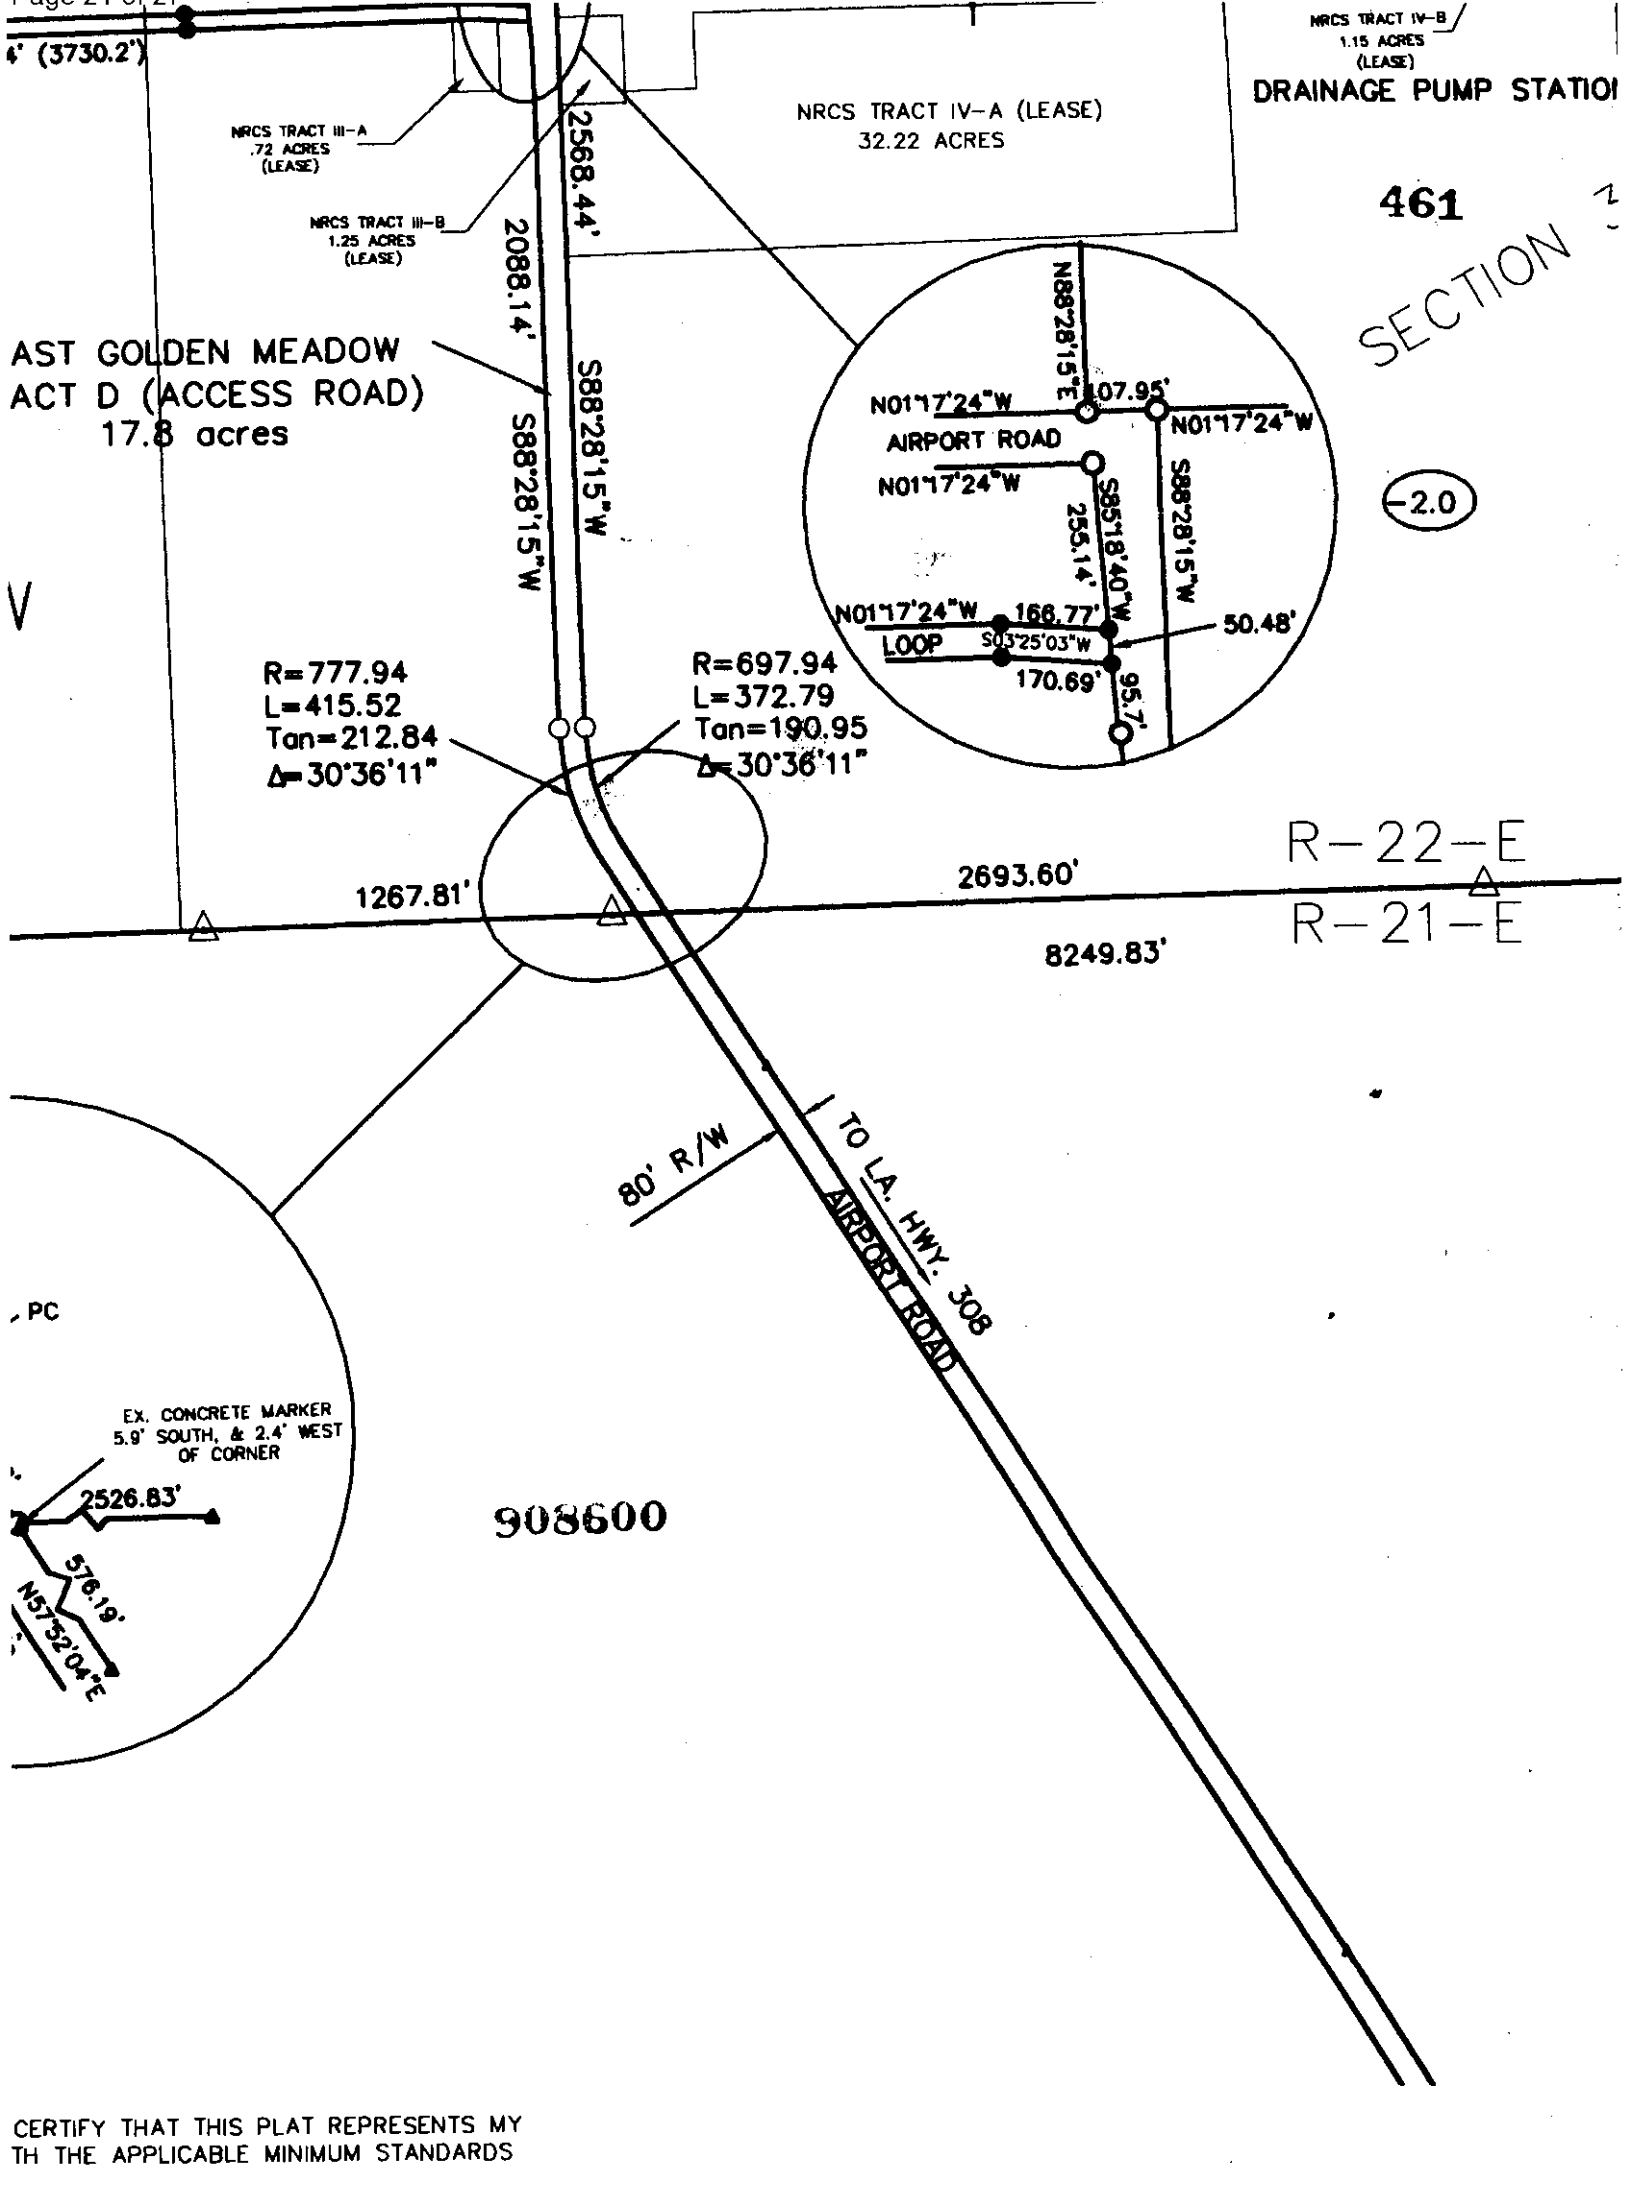 4' (3730.2')
NRCS TRACT III-A
.72 ACRES
(LEASE)
NRCS TRACT III-B
1.25 ACRES
(LEASE)
2568.44'
2088.14'
NRCS TRACT IV-A (LEASE)
32.22 ACRES
NRCS TRACT IV-B
1.15 ACRES
(LEASE)
DRAINAGE PUMP STATION
461
SECTION
AST GOLDEN MEADOW
ACT D (ACCESS ROAD)
17.8 acres
S88°28'15"W
S88°28'15"W
N88°28'15"E
107.95'
N01°17'24"W
N01°17'24"W
AIRPORT ROAD
N01°17'24"W
S85°18'40"W
255.14'
S88°28'15"W
N01°17'24"W
166.77'
50.48'
LOOP
S03°25'03"W
170.69'
95.7'
-2.0
V
R=777.94
L=415.52
Tan=212.84
Δ=30°36'11"
R=697.94
L=372.79
Tan=190.95
Δ=30°36'11"
R-22-E
1267.81'
2693.60'
R-21-E
8249.83'
80' R/W
TO LA. HWY. 308
AIRPORT ROAD
PC
EX. CONCRETE MARKER
5.9' SOUTH, & 2.4' WEST
OF CORNER
2526.83'
576.19'
N57°52'04"E
908600
CERTIFY THAT THIS PLAT REPRESENTS MY
TH THE APPLICABLE MINIMUM STANDARDS